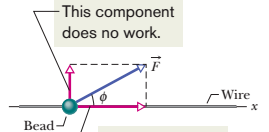 This component
does no work.
F
ϕ
Wire
x
Bead